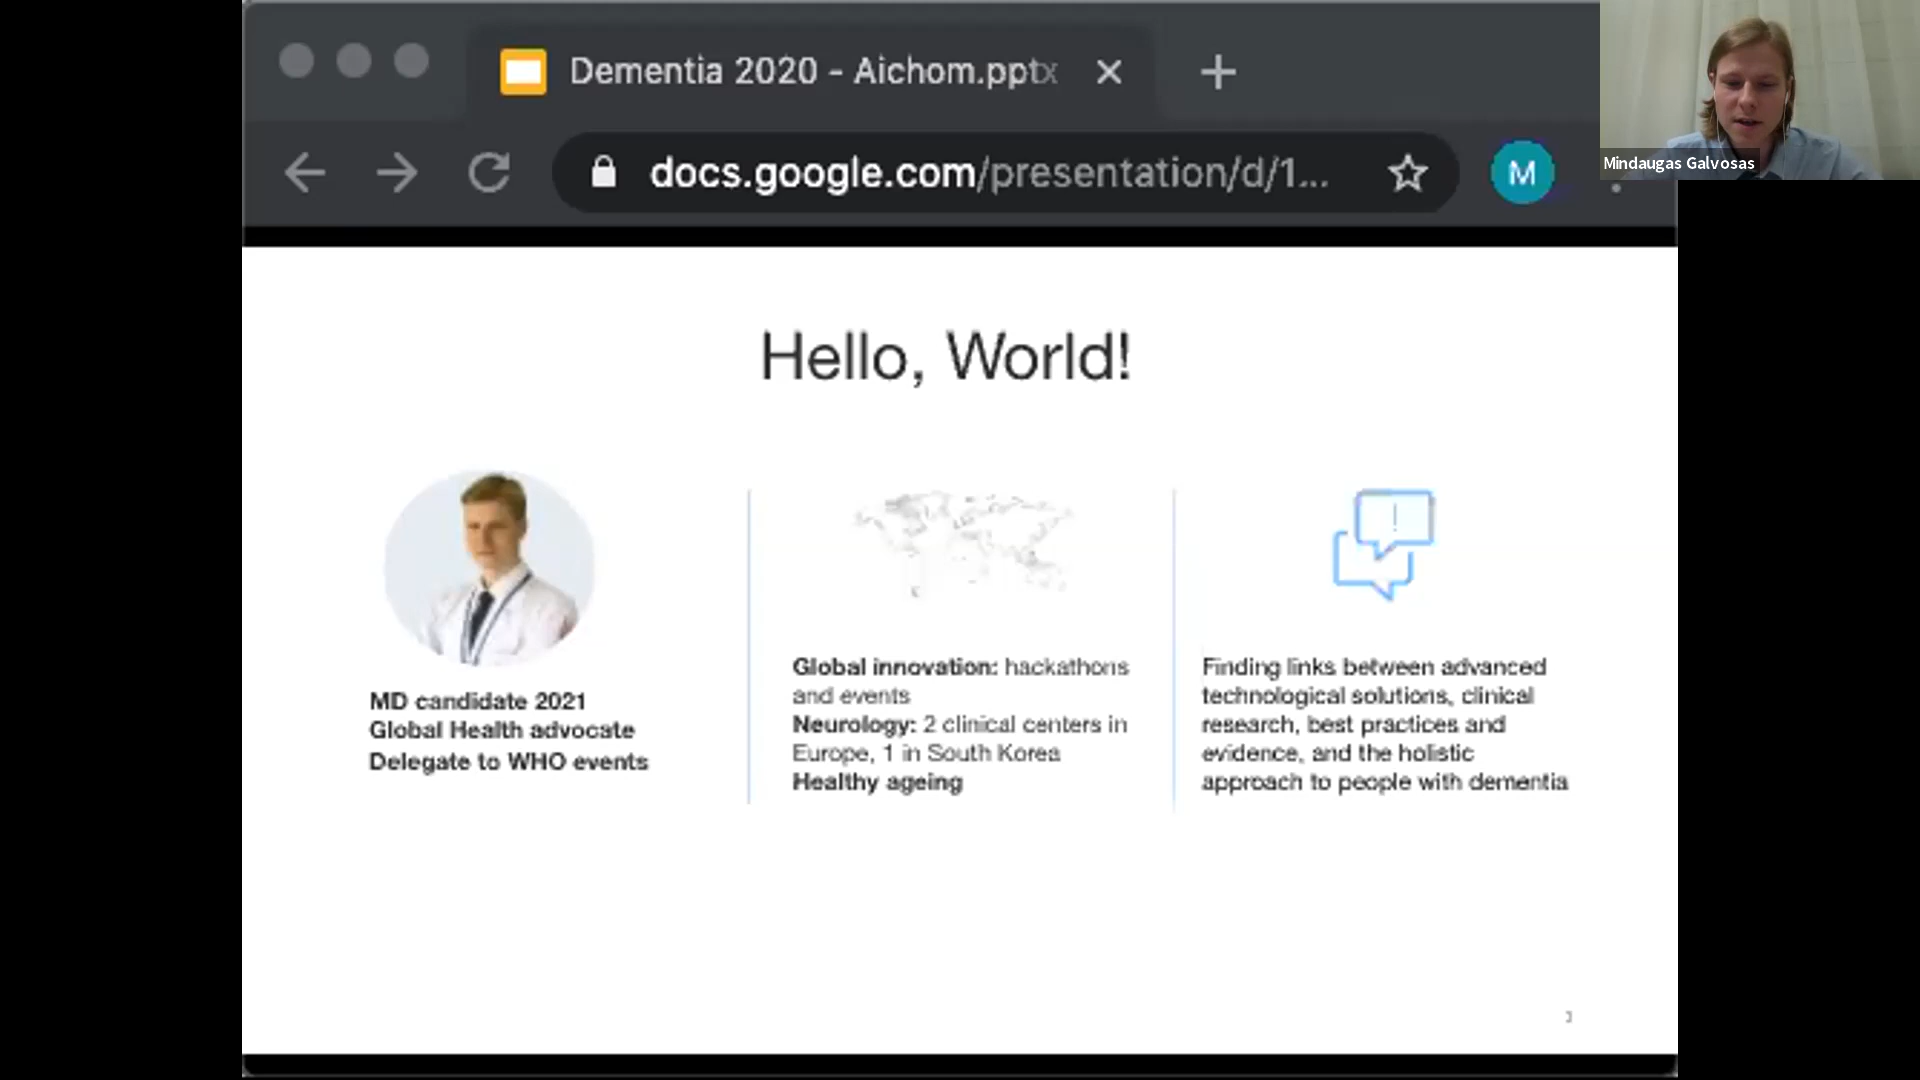 Dementia 2020 - Aichom.pptx
docs.google.com/presentation/d/1...
M
Mindaugas Galvosas
Hello, World!
MD candidate 2021
Global Health advocate
Delegate to WHO events
Global innovation: hackathons
and events
Neurology: 2 clinical centers in
Europe, 1 in South Korea
Healthy ageing
Finding links between advanced
technological solutions, clinical
research, best practices and
evidence, and the holistic
approach to people with dementia